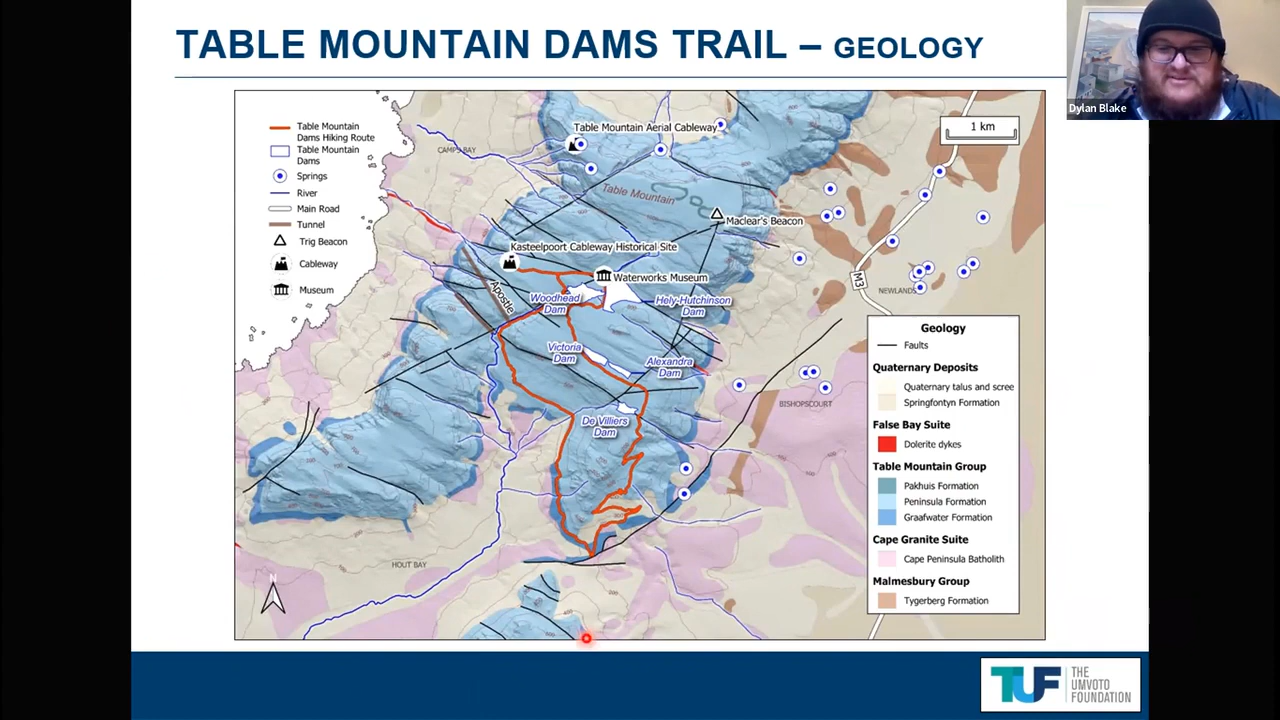 TABLE MOUNTAIN DAMS TRAIL – GEOLOGY
Dylan Blake
Table Mountain
Dams Hiking Route
Table Mountain
Dams
Springs
River
Main Road
Tunnel
Trig Beacon
Cableway
Museum
CAMPS BAY
Table Mountain Aerial Cableway
1 km
Table Mountain
Maclear's Beacon
Kasteelpoort Cableway Historical Site
Waterworks Museum
Apostle
Woodhead
Dam
Hely-Hutchinson
Dam
M3
NEWLANDS
Victoria
Dam
Alexandra
Dam
De Villiers
Dam
BISHOPSCOURT
HOUT BAY
N
Geology
Faults
Quaternary Deposits
Quaternary talus and scree
Springfontyn Formation
False Bay Suite
Dolerite dykes
Table Mountain Group
Pakhuis Formation
Peninsula Formation
Graafwater Formation
Cape Granite Suite
Cape Peninsula Batholith
Malmesbury Group
Tygerberg Formation
TUF
THE
UMVOTO
FOUNDATION